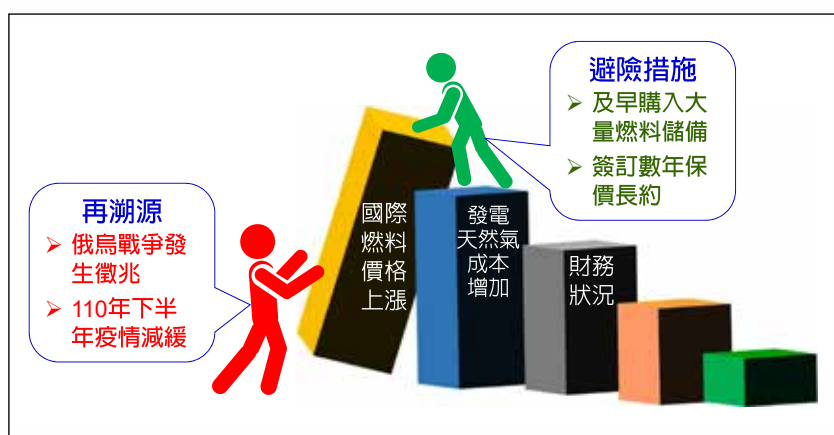 再溯源
➢ 俄烏戰爭發
生徵兆
➢ 110年下半
年疫情減緩
國際
燃料
價格
上漲
發電
天然氣
成本
增加
財務
狀況
避險措施
➢ 及早購入大
量燃料儲備
➢ 簽訂數年保
價長約